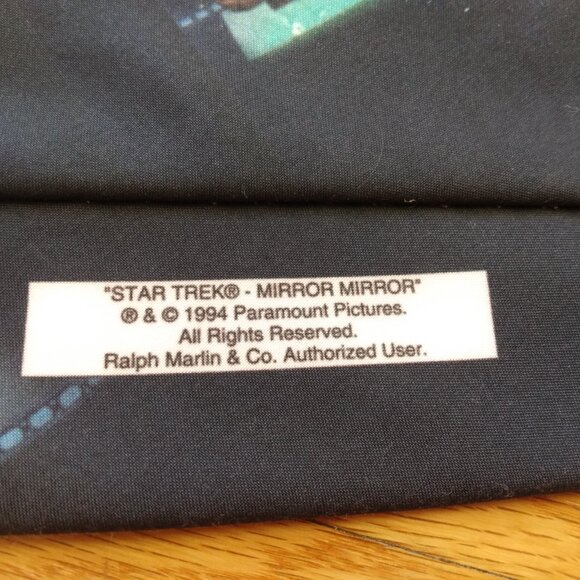 "STAR TREK® - MIRROR MIRROR"
® & © 1994 Paramount Pictures.
All Rights Reserved.
Ralph Marlin & Co. Authorized User.